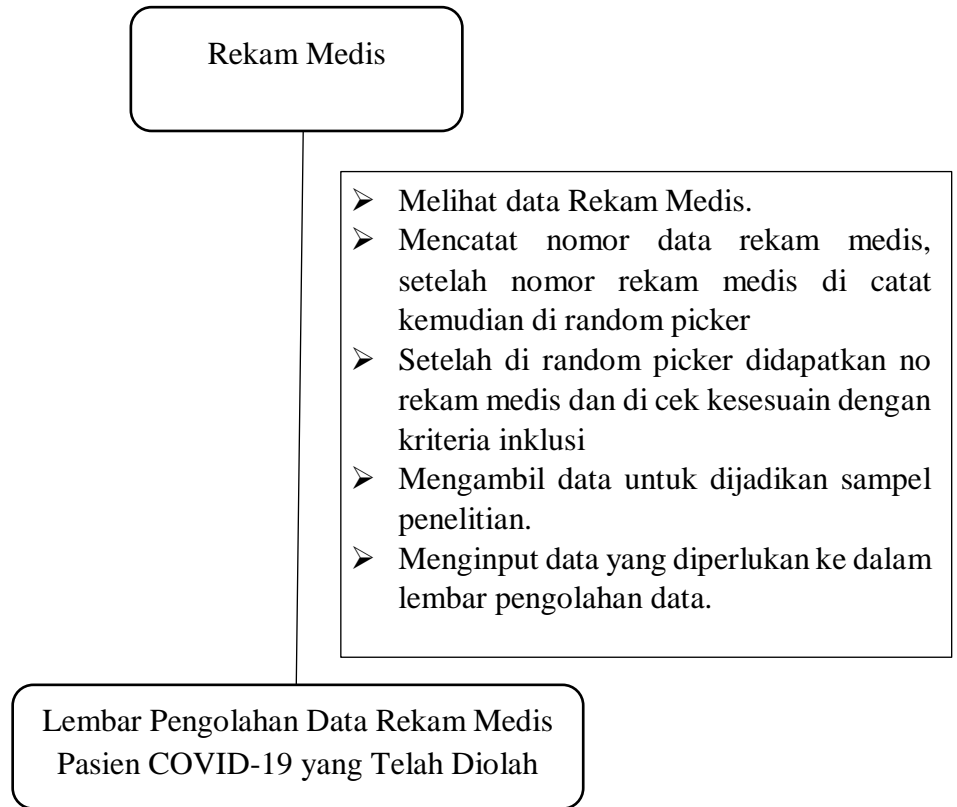 Rekam Medis
➢ Melihat data Rekam Medis.
➢ Mencatat nomor data rekam medis,
setelah nomor rekam medis di catat
kemudian di random picker
➢ Setelah di random picker didapatkan no
rekam medis dan di cek kesesuain dengan
kriteria inklusi
➢ Mengambil data untuk dijadikan sampel
penelitian.
➢ Menginput data yang diperlukan ke dalam
lembar pengolahan data.
Lembar Pengolahan Data Rekam Medis
Pasien COVID-19 yang Telah Diolah